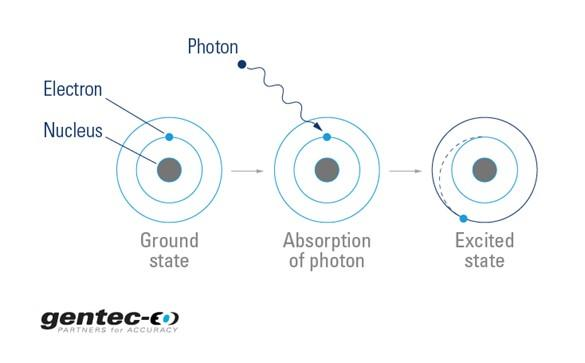 Photon
Electron
Nucleus
Ground
state
Absorption
of photon
Excited
state
gentec-eo
PARTNERS for ACCURACY